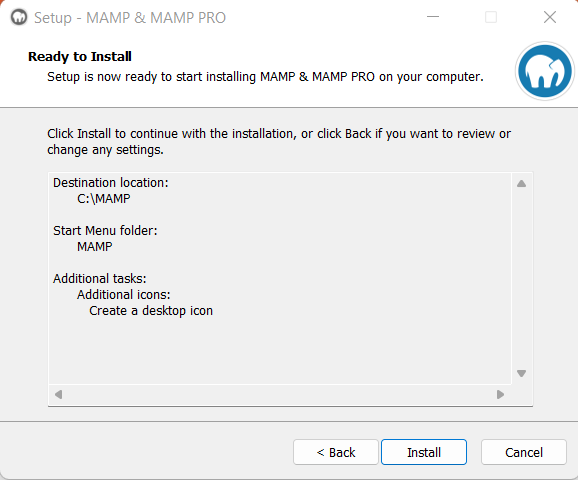 Setup - MAMP & MAMP PRO
Ready to Install
Setup is now ready to start installing MAMP & MAMP PRO on your computer.
Click Install to continue with the installation, or click Back if you want to review or
change any settings.
Destination location:
C:\MAMP
Start Menu folder:
MAMP
Additional tasks:
Additional icons:
Create a desktop icon
< Back
Install
Cancel